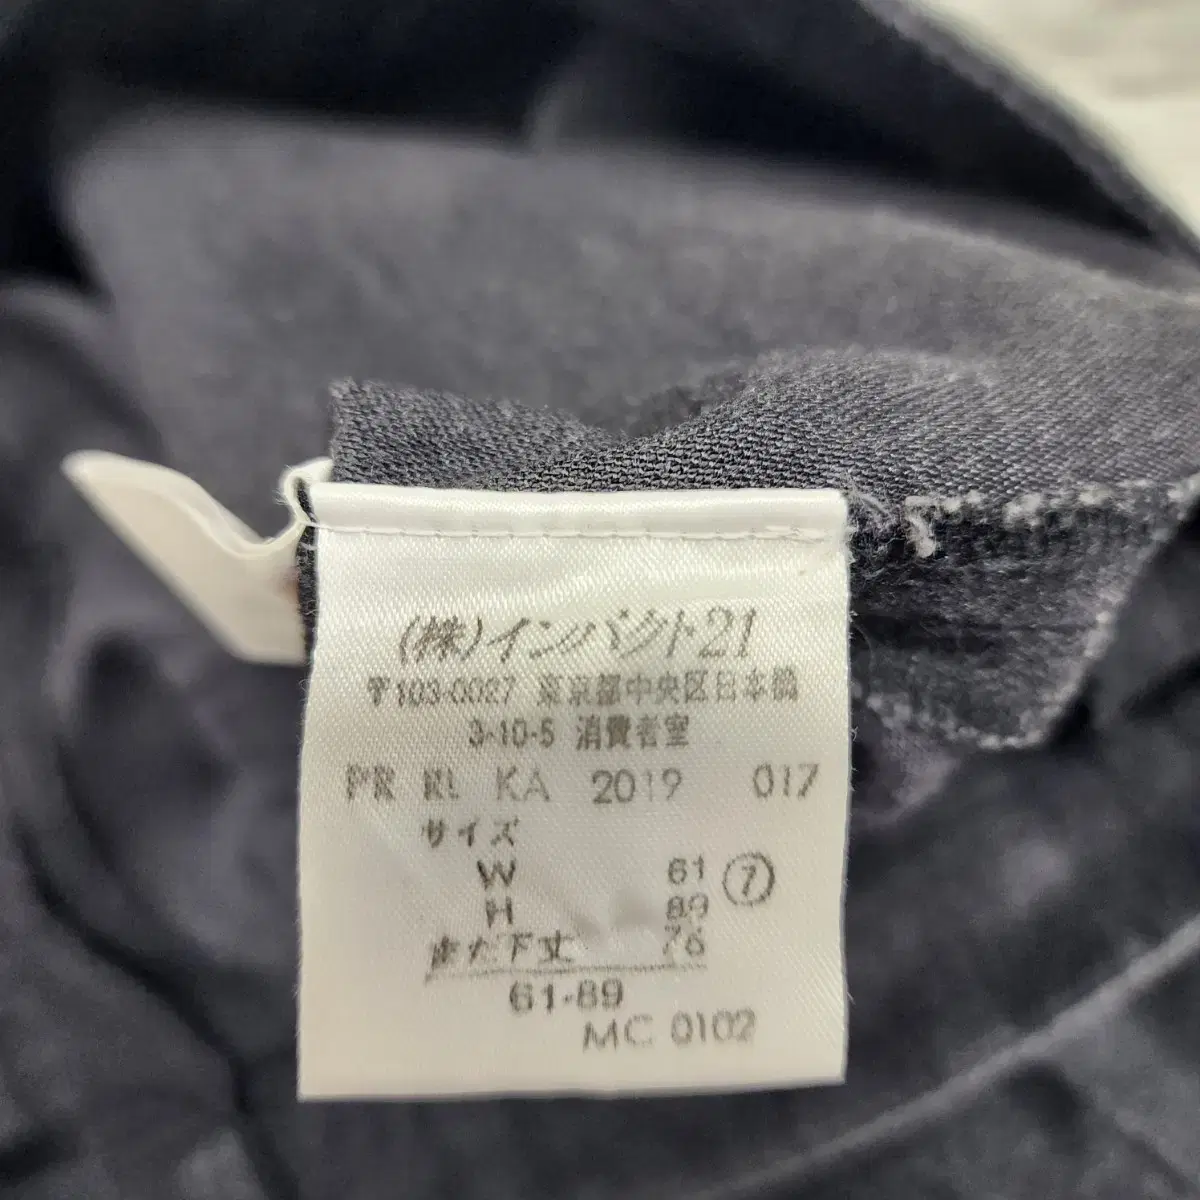 (株)インパクト21
〒103-0027 東京都中央区日本橋
3-10-5 消費者室
PR RL KA 2019 017
サイズ
W 61 ⑦
H 89
また下丈 76
61-89
MC 0102